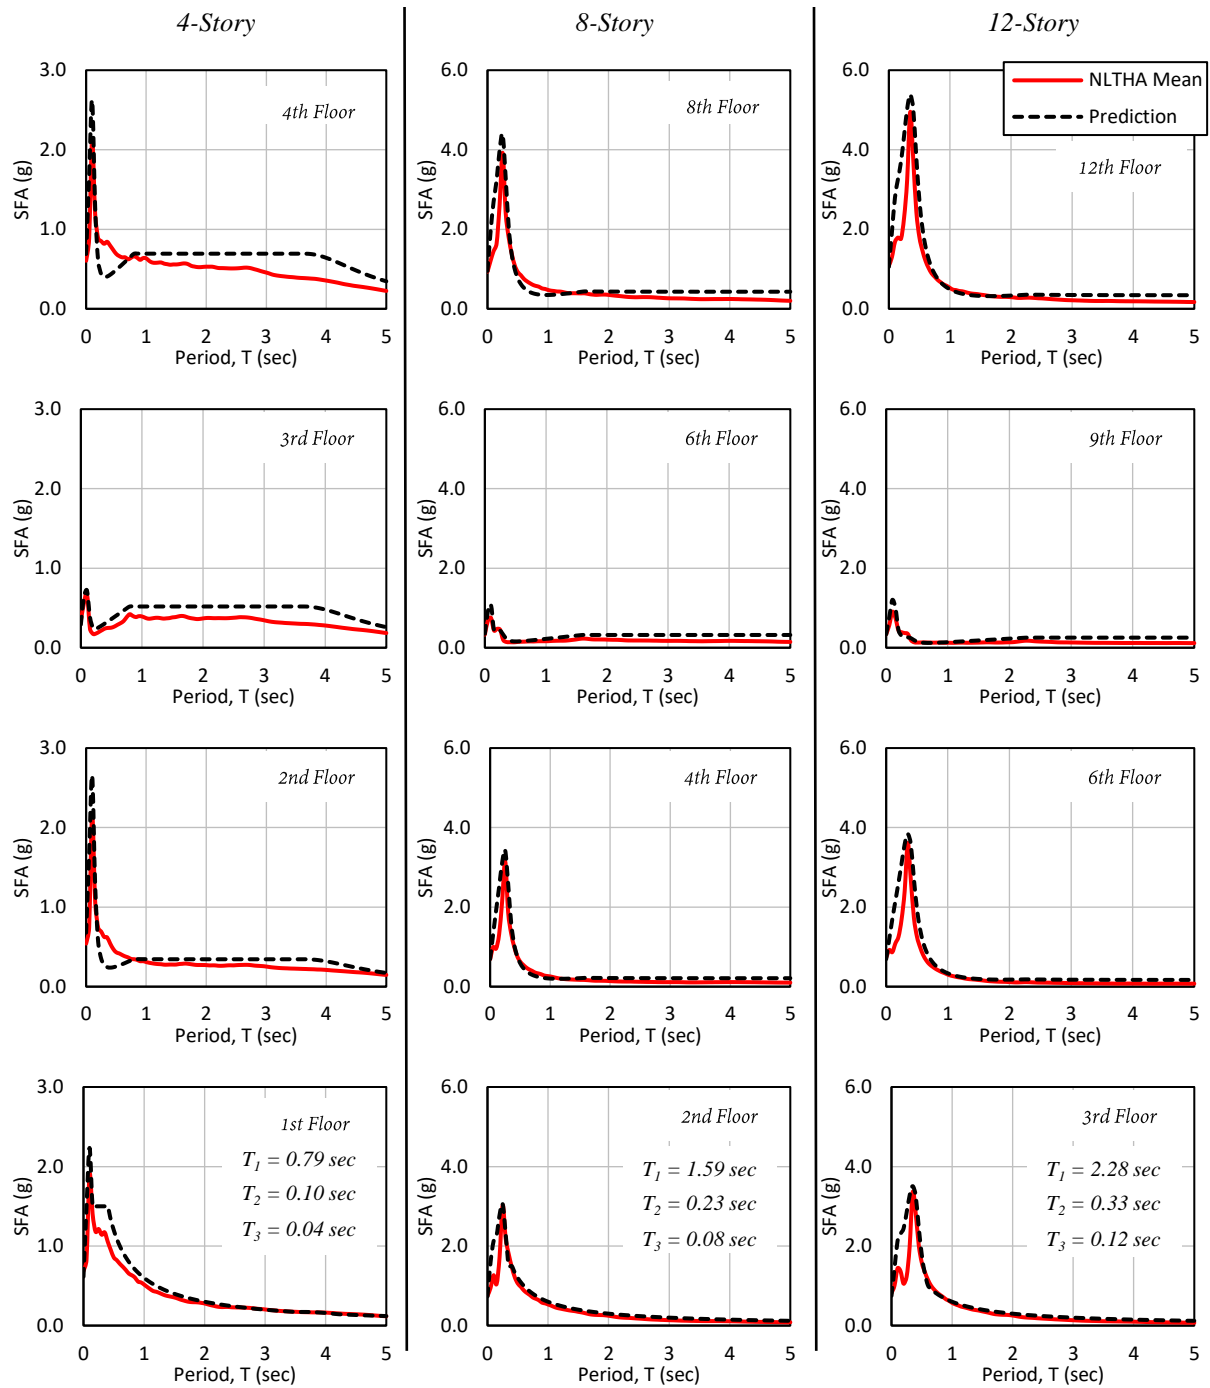 4-Story
8-Story
12-Story
3.0
2.0
1.0
0.0
SFA (g)
4th Floor
0 1 2 3 4 5
Period, T (sec)
6.0
4.0
2.0
0.0
SFA (g)
8th Floor
0 1 2 3 4 5
Period, T (sec)
6.0
4.0
2.0
0.0
SFA (g)
NLTHA Mean
Prediction
12th Floor
0 1 2 3 4 5
Period, T (sec)
3.0
2.0
1.0
0.0
SFA (g)
3rd Floor
0 1 2 3 4 5
Period, T (sec)
6.0
4.0
2.0
0.0
SFA (g)
6th Floor
0 1 2 3 4 5
Period, T (sec)
6.0
4.0
2.0
0.0
SFA (g)
9th Floor
0 1 2 3 4 5
Period, T (sec)
3.0
2.0
1.0
0.0
SFA (g)
2nd Floor
0 1 2 3 4 5
Period, T (sec)
6.0
4.0
2.0
0.0
SFA (g)
4th Floor
0 1 2 3 4 5
Period, T (sec)
6.0
4.0
2.0
0.0
SFA (g)
6th Floor
0 1 2 3 4 5
Period, T (sec)
3.0
2.0
1.0
0.0
SFA (g)
1st Floor
T1 = 0.79 sec
T2 = 0.10 sec
T3 = 0.04 sec
0 1 2 3 4 5
Period, T (sec)
6.0
4.0
2.0
0.0
SFA (g)
2nd Floor
T1 = 1.59 sec
T2 = 0.23 sec
T3 = 0.08 sec
0 1 2 3 4 5
Period, T (sec)
6.0
4.0
2.0
0.0
SFA (g)
3rd Floor
T1 = 2.28 sec
T2 = 0.33 sec
T3 = 0.12 sec
0 1 2 3 4 5
Period, T (sec)